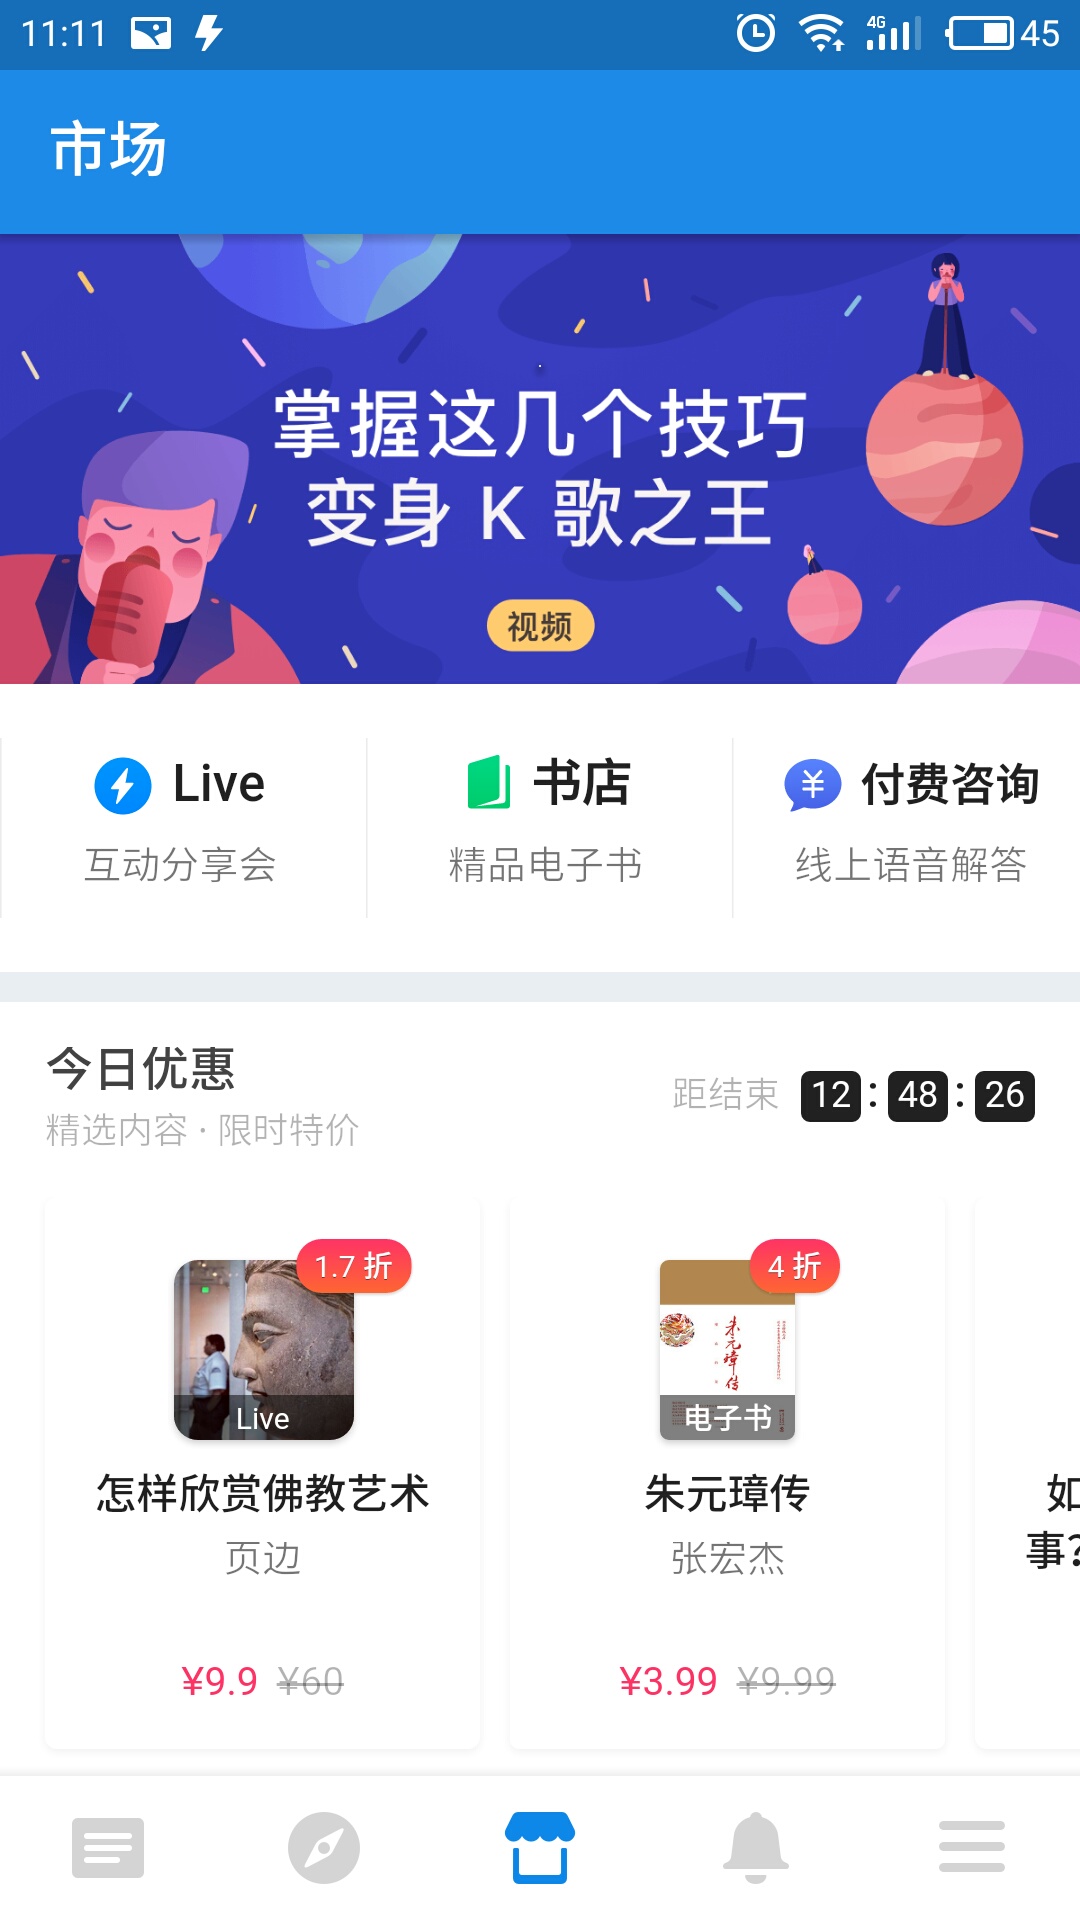 11:11
4G
45
市场
掌握这几个技巧
变身 K 歌之王
视频
Live
书店
¥ 付费咨询
互动分享会
精品电子书
线上语音解答
今日优惠
距结束 12 : 48 : 26
精选内容 · 限时特价
1.7 折
4 折
朱元璋传
Live
电子书
怎样欣赏佛教艺术
朱元璋传
如
事？
页边
张宏杰
¥9.9 ¥60
¥3.99 ¥9.99